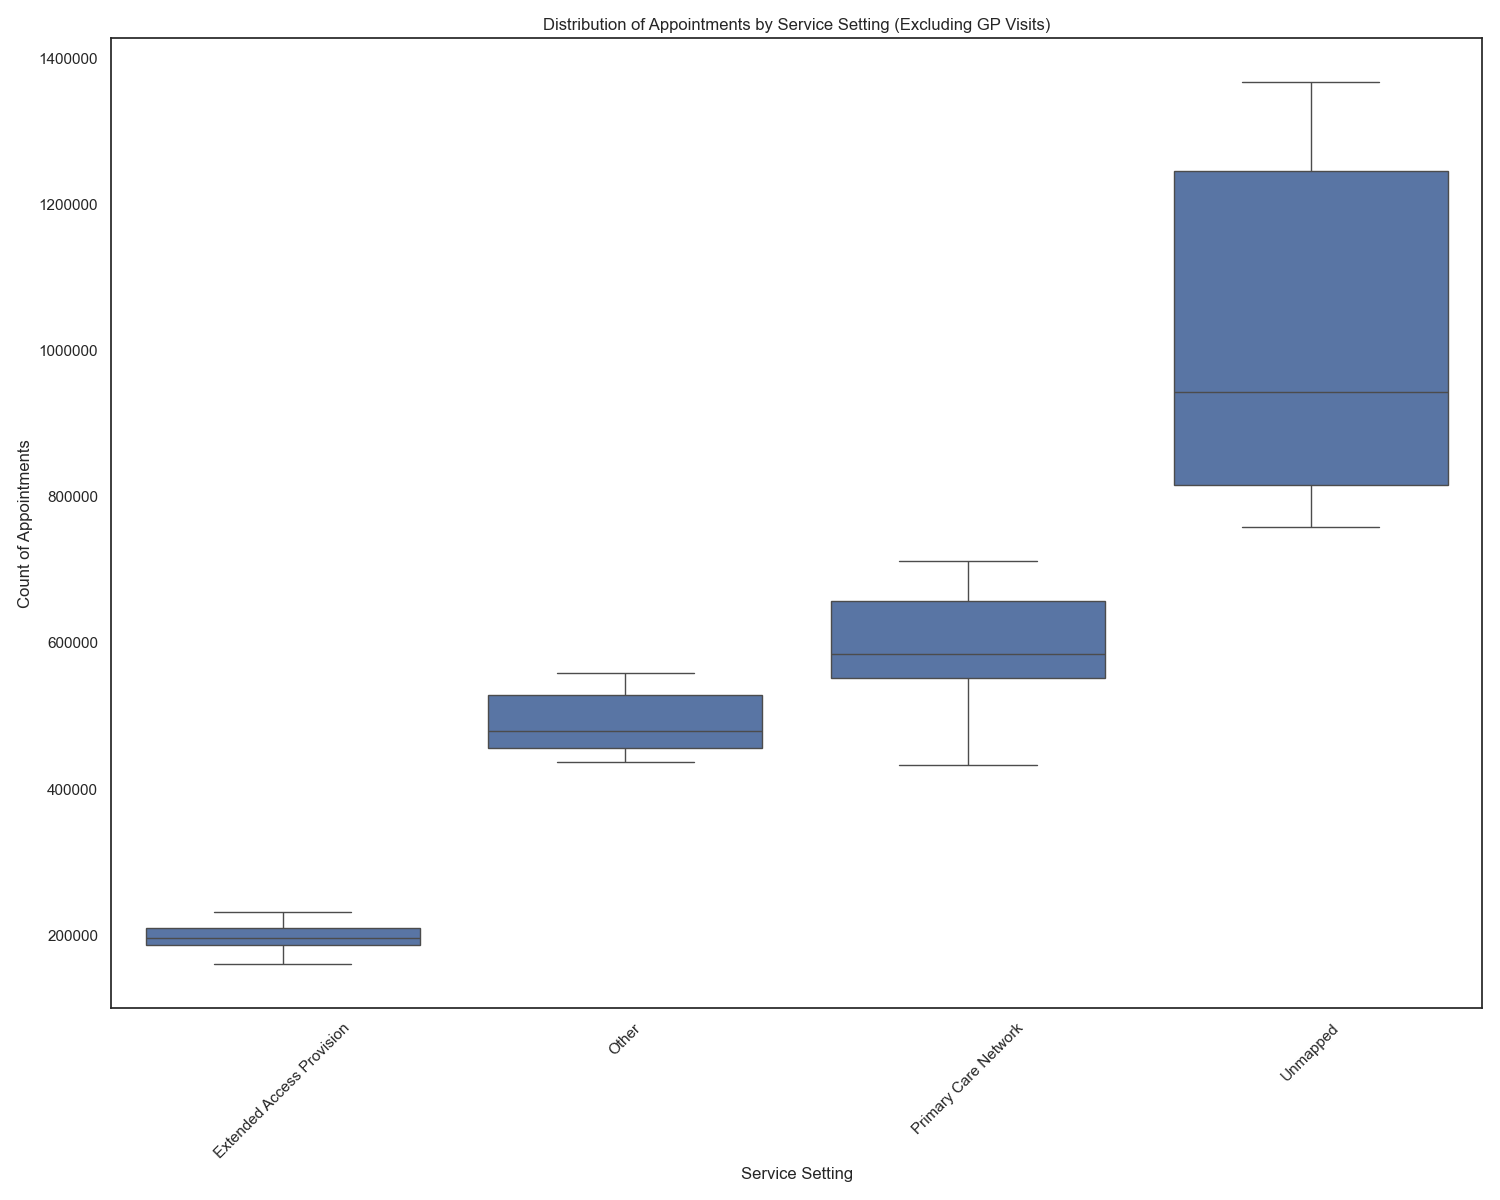 Distribution of Appointments by Service Setting (Excluding GP Visits)
1400000
1200000
1000000
800000
600000
400000
200000
Count of Appointments
Extended Access Provision
Other
Primary Care Network
Unmapped
Service Setting